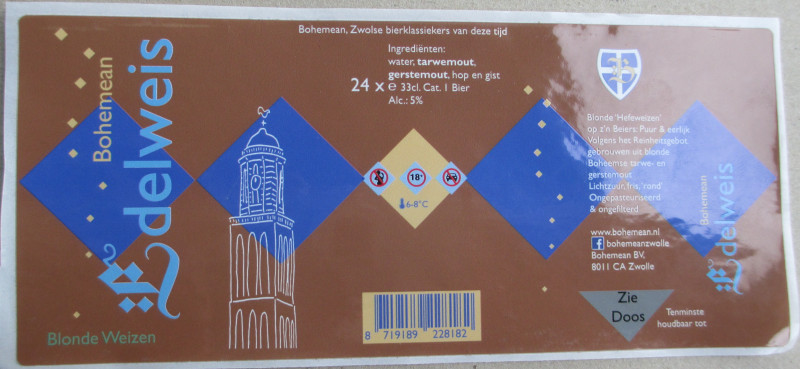 Bohemean
Edelweis
Blonde Weizen
Bohemean, Zwolse bierklassiekers van deze tijd
Ingrediënten:
water, tarwemout,
gerstemout, hop en gist
24 x ℮ 33cl. Cat. 1 Bier
Alc.: 5%
18+
6-8°C
8 719189 228182
Blonde 'Hefeweizen'
op z'n Beiers: Puur & eerlijk
Volgens het Reinheitsgebot
gebrouwen uit blonde
Boheemse tarwe- en
gerstemout
Lichtzuur, fris, 'rond'
Ongepasteuriseerd
& ongefilterd
www.bohemean.nl
f bohemeanzwolle
Bohemean BV,
8011 CA Zwolle
Zie
Doos
Tenminste
houdbaar tot
Bohemean
Edelweis